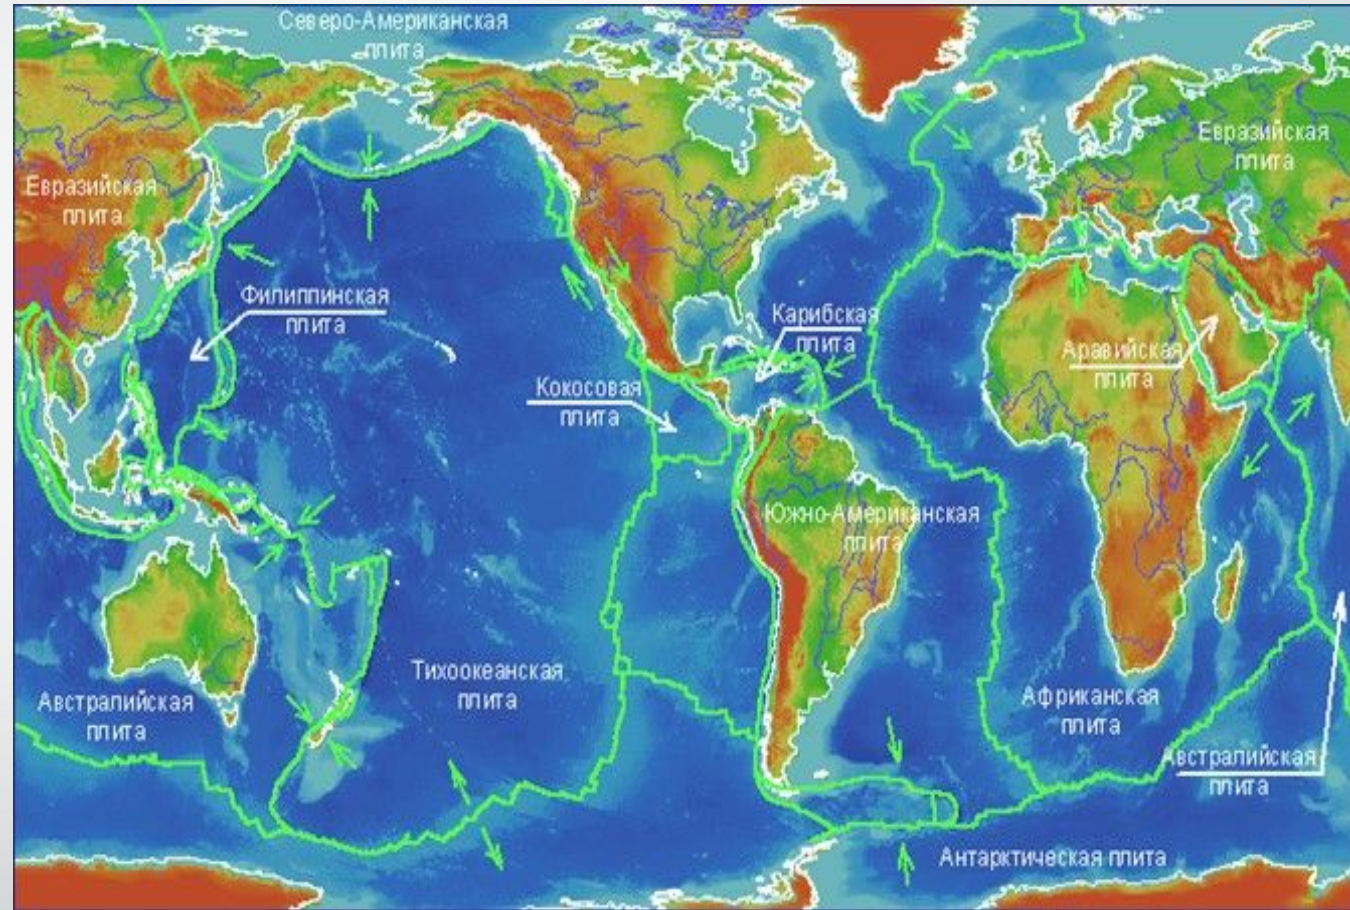 Северо-Американская
плита
Евразийская
плита
Евразийская
плита
Филиппинская
плита
Карибская
плита
Аравийская
плита
Кокосовая
плита
Южно-Американская
плита
Тихоокеанская
плита
Австралийская
плита
Африканская
плита
Австралийская
плита
Антарктическая плита